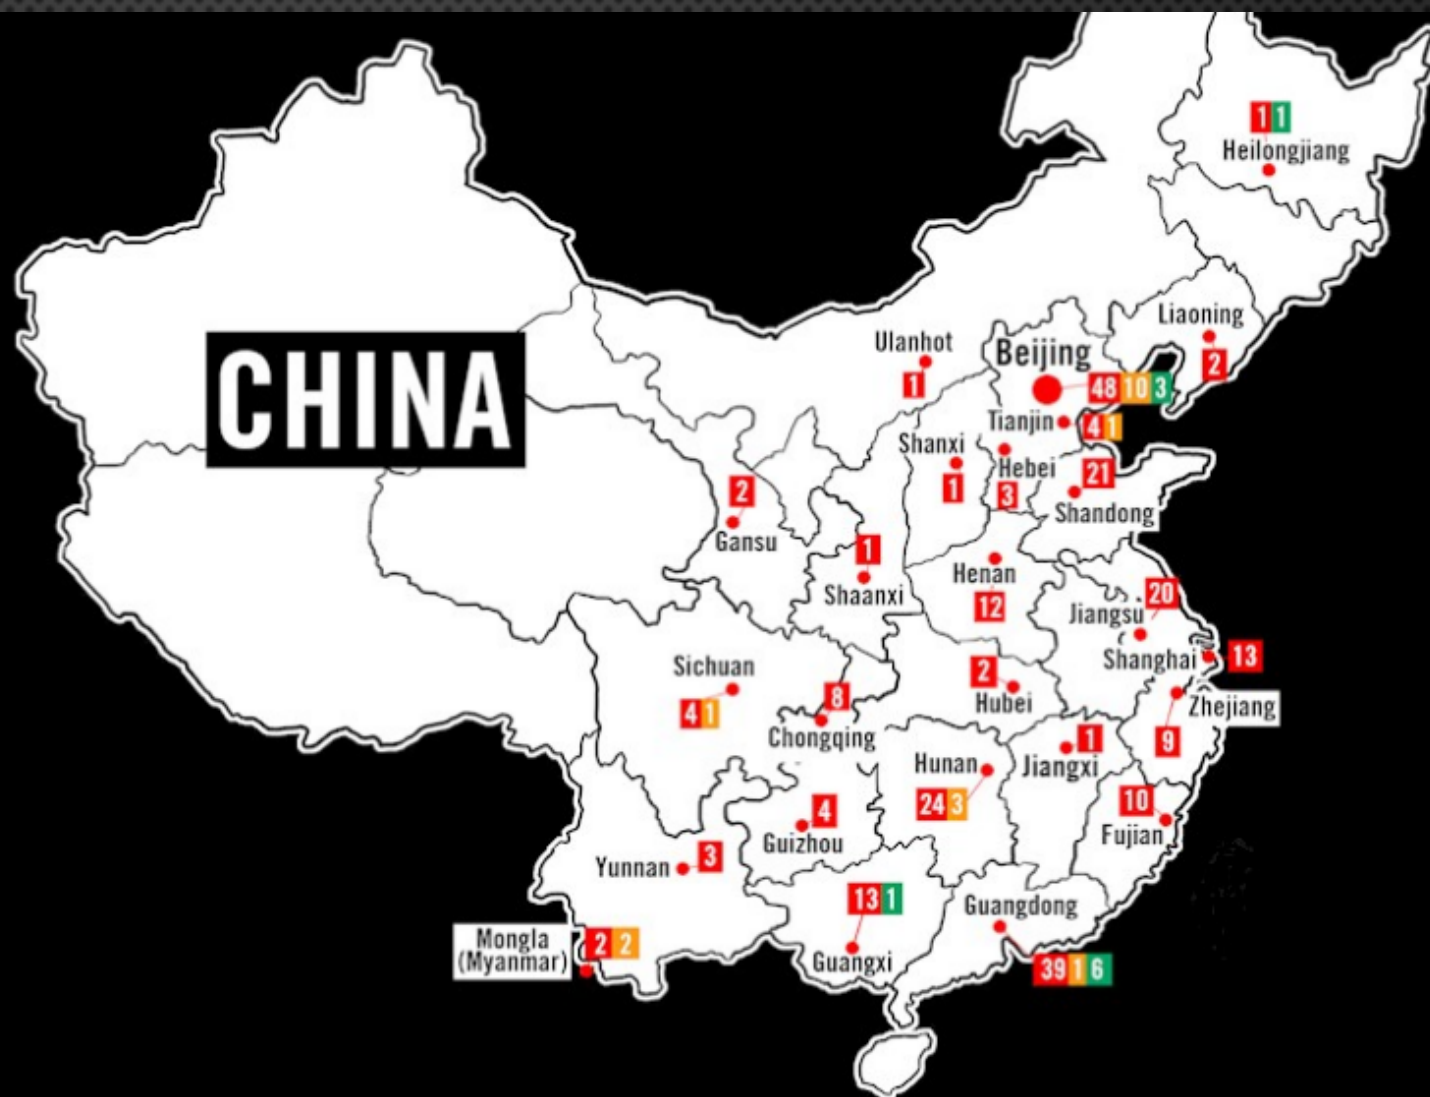 1 1
Heilongjiang
Liaoning
2
Ulanhot
1
Beijing
48 10 3
CHINA
Tianjin
4 1
Shanxi
1
Hebei
3
21
Shandong
2
Gansu
1
Shaanxi
Henan
12
20
Jiangsu
Shanghai
13
Sichuan
4 1
8
Chongqing
2
Hubei
Zhejiang
9
Hunan
24 3
1
Jiangxi
10
Fujian
4
Guizhou
Yunnan
3
13 1
Guangxi
Guangdong
39 1 6
Mongla
(Myanmar)
2 2